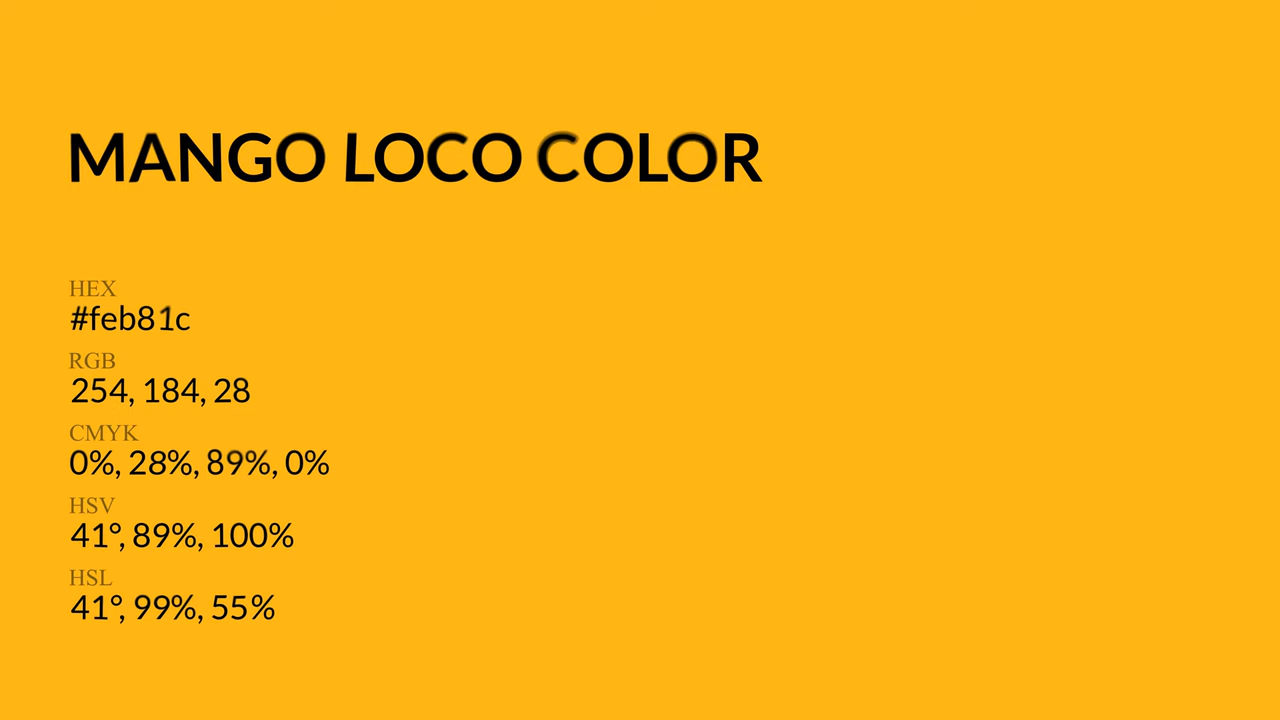 MANGO LOCO COLOR
HEX
#feb81c
RGB
254, 184, 28
CMYK
0%, 28%, 89%, 0%
HSV
41°, 89%, 100%
HSL
41°, 99%, 55%